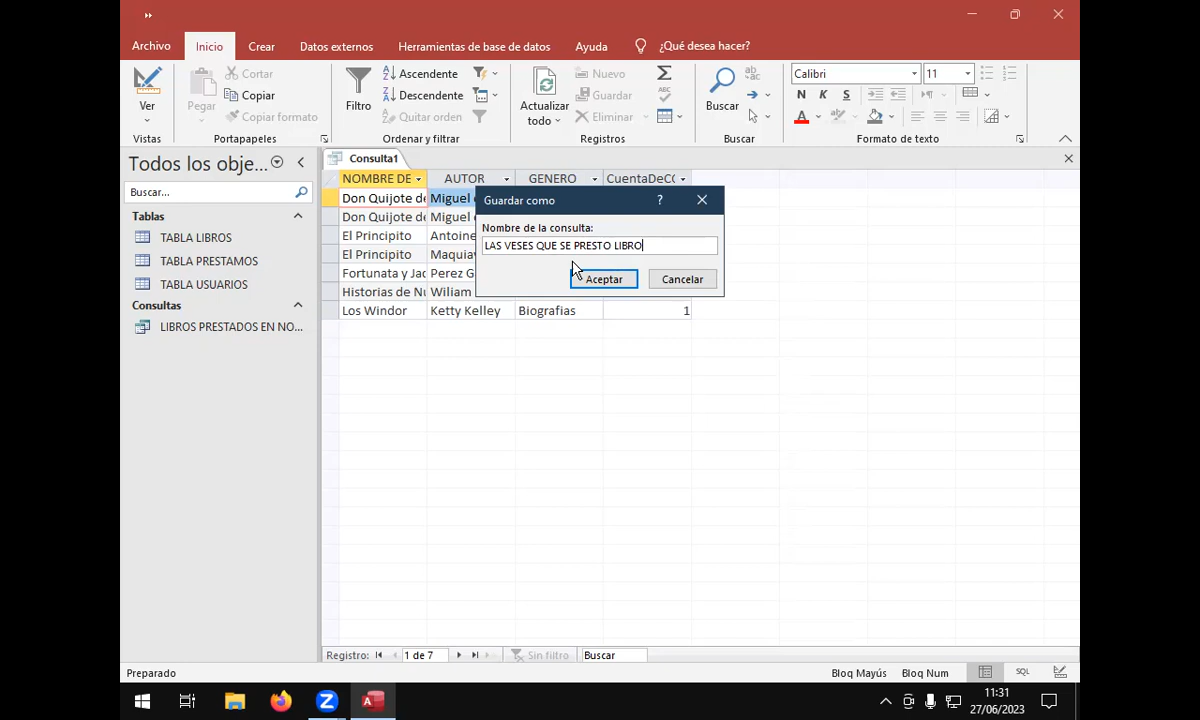 Archivo Inicio Crear Datos externos Herramientas de base de datos Ayuda ¿Qué desea hacer?
Ver
Vistas
Pegar
Cortar
Copiar
Copiar formato
Portapapeles
Filtro
Ascendente
Descendente
Quitar orden
Ordenar y filtrar
Actualizar
todo
Nuevo
Guardar
Eliminar
Registros
Buscar
Buscar
Calibri 11
N K S
Formato de texto
Todos los obje...
Buscar...
Tablas
TABLA LIBROS
TABLA PRESTAMOS
TABLA USUARIOS
Consultas
LIBROS PRESTADOS EN NO...
Consulta1
NOMBRE DE AUTOR GENERO CuentaDeCó
Don Quijote de Miguel
Don Quijote de Miguel
El Principito Antoine
El Principito Maquiav
Fortunata y Jac Perez G
Historias de Nu Wiliam
Los Windor Ketty Kelley Biografias 1
Guardar como ?
Nombre de la consulta:
LAS VESES QUE SE PRESTO LIBRO
Aceptar Cancelar
Registro: 1 de 7 Sin filtro Buscar
Preparado Bloq Mayús Bloq Num SQL
11:31
27/06/2023